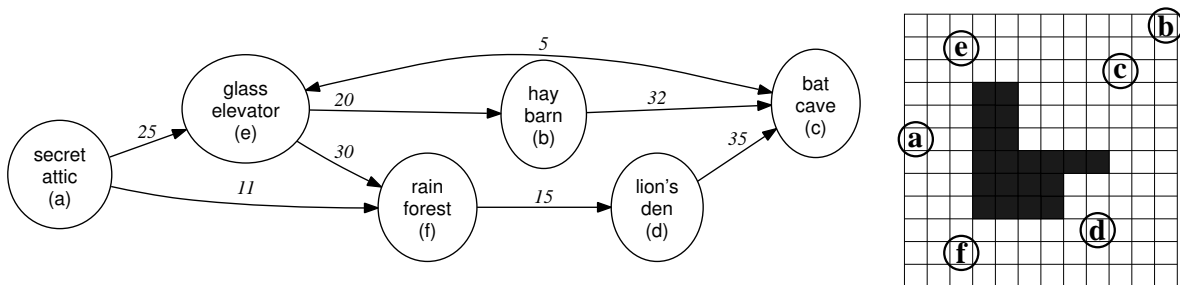 secret
attic
(a)
25
11
glass
elevator
(e)
20
30
5
rain
forest
(f)
15
hay
barn
(b)
32
lion's
den
(d)
35
bat
cave
(c)
b
e
c
a
d
f